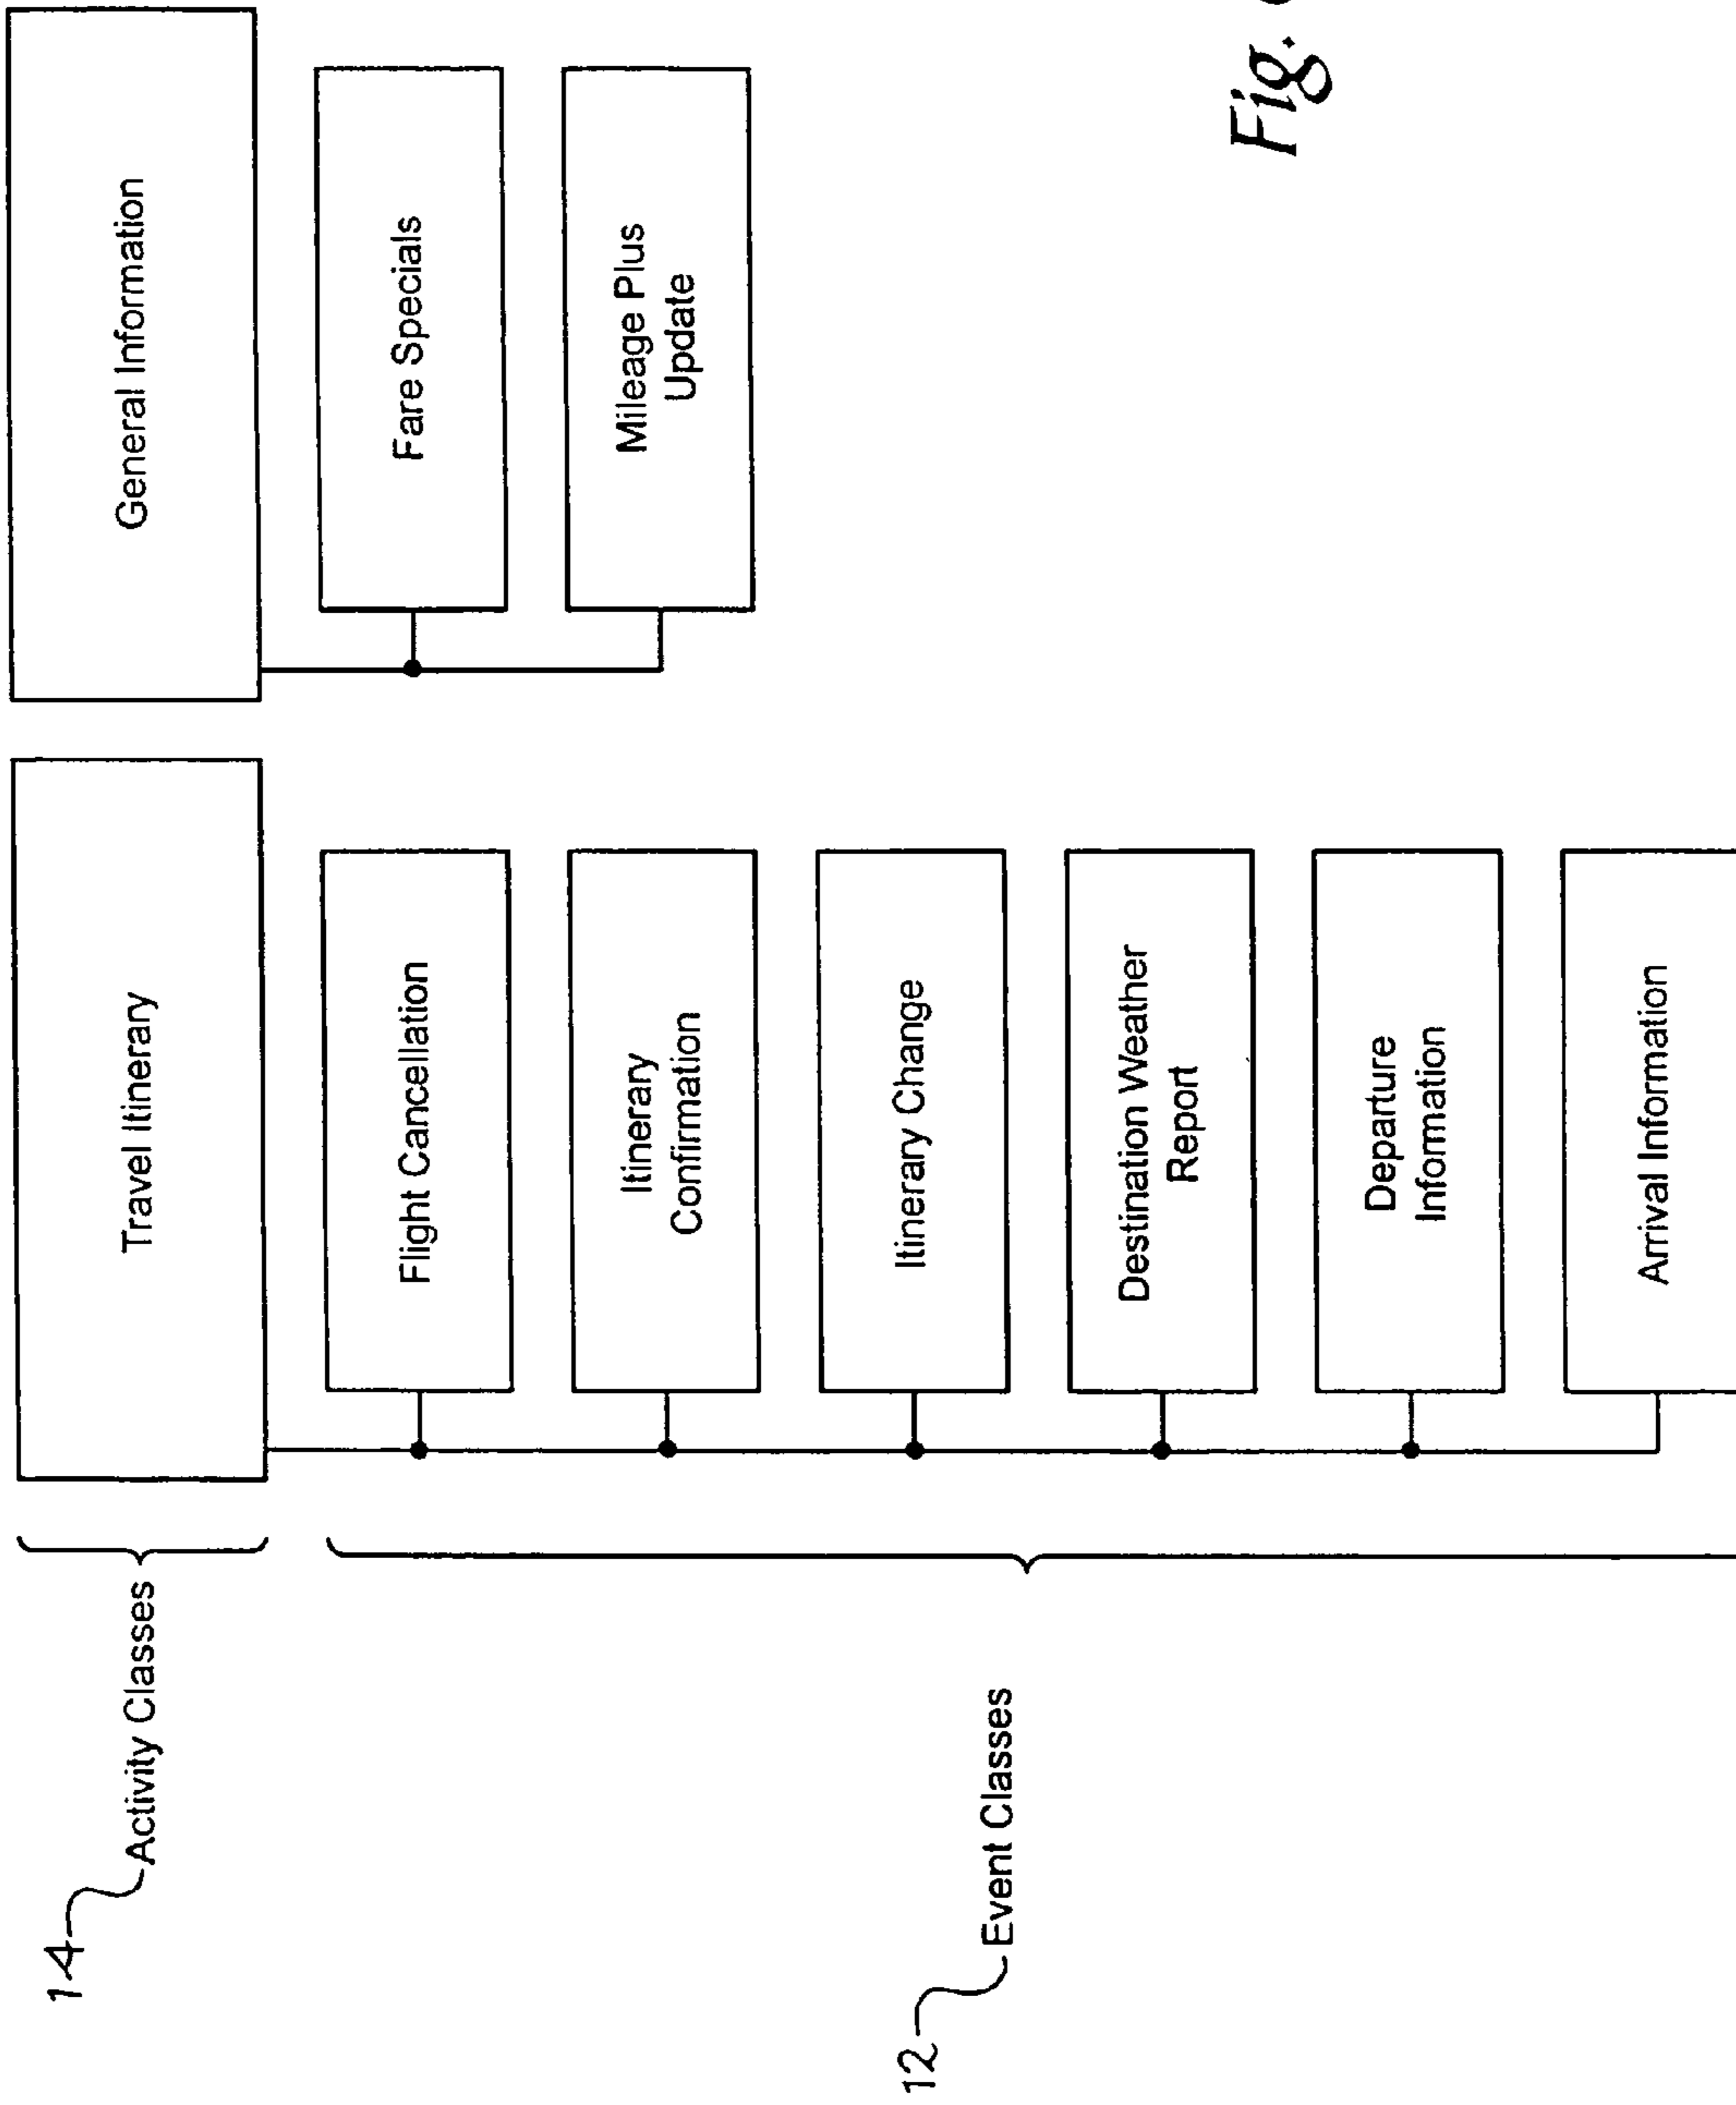 14
Activity Classes
Travel Itinerary
General Information
12
Event Classes
Flight Cancellation
Itinerary
Confirmation
Itinerary Change
Destination Weather
Report
Departure
Information
Arrival Information
Fare Specials
Mileage Plus
Update
Fig.